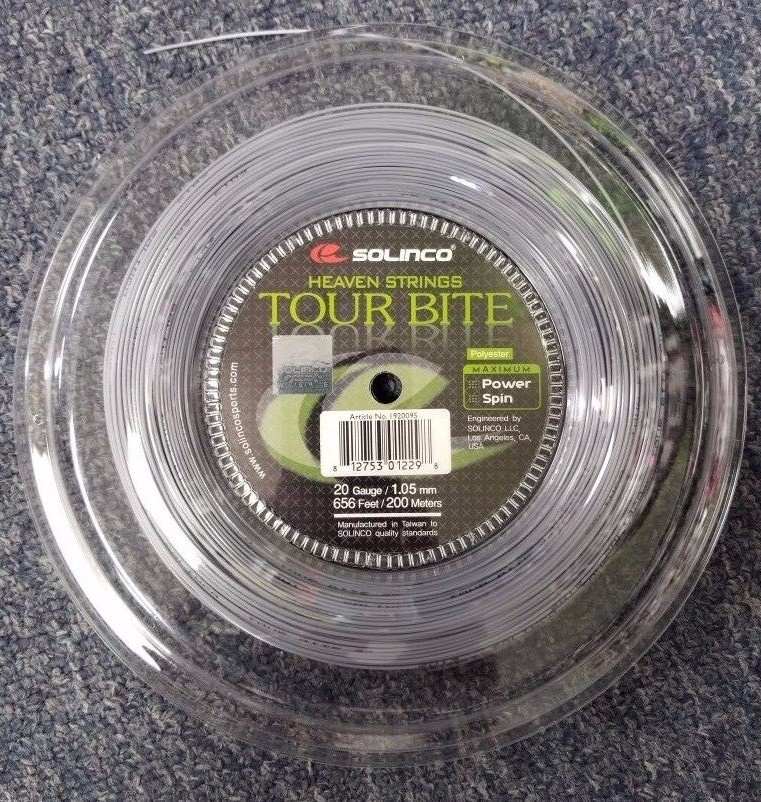 SOLINCO®
HEAVEN STRINGS
TOUR BITE
Polyester
MAXIMUM
Power
Spin
Engineered by
SOLINCO LLC,
Los Angeles, CA,
USA
www.solincosports.com
Article No. 1920095
8 12753 01229 8
20 Gauge / 1.05 mm
656 Feet / 200 Meters
Manufactured in Taiwan to
SOLINCO quality standards